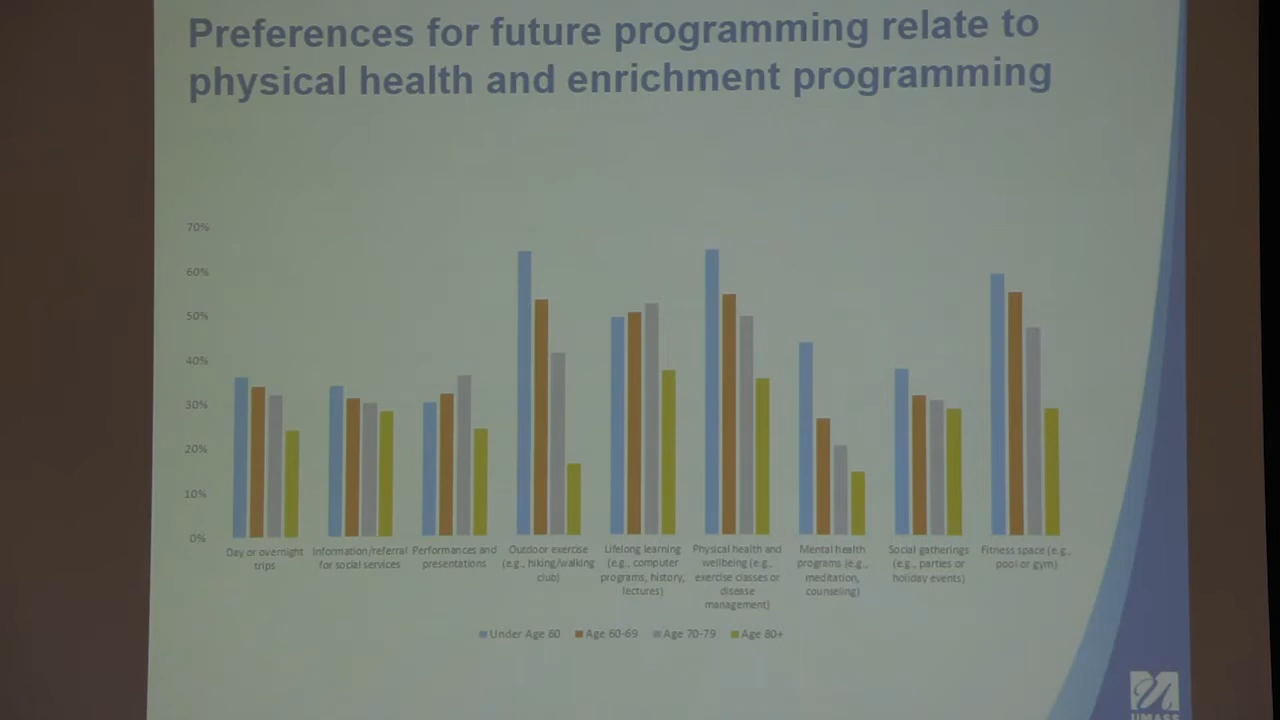 Preferences for future programming relate to
physical health and enrichment programming
70%
60%
50%
40%
30%
20%
10%
0%
Day or overnight
trips
Information/referral
for social services
Performances and
presentations
Outdoor exercise
(e.g., hiking/walking
club)
Lifelong learning
(e.g., computer
programs, history,
lectures)
Physical health and
wellbeing (e.g.,
exercise classes or
disease
management)
Mental health
programs (e.g.,
meditation,
counseling)
Social gatherings
(e.g., parties or
holiday events)
Fitness space (e.g.,
pool or gym)
Under Age 60
Age 60-69
Age 70-79
Age 80+
UMASS